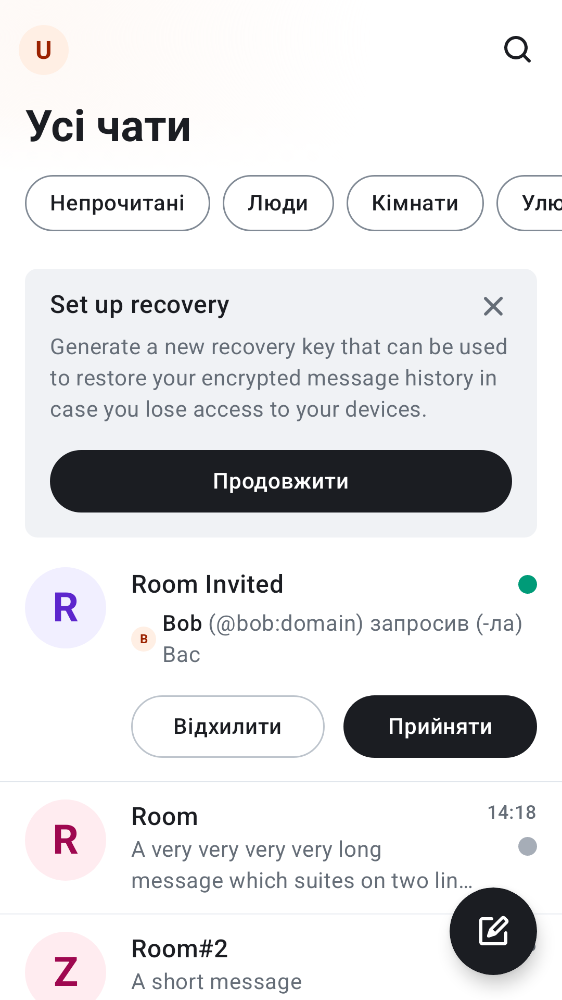 U
Усі чати
Непрочитані
Люди
Кімнати
Улю
Set up recovery
Generate a new recovery key that can be used
to restore your encrypted message history in
case you lose access to your devices.
Продовжити
R
Room Invited
B
Bob (@bob:domain) запросив (-ла)
Вас
Відхилити
Прийняти
R
Room
14:18
A very very very very long
message which suites on two lin…
Z
Room#2
A short message